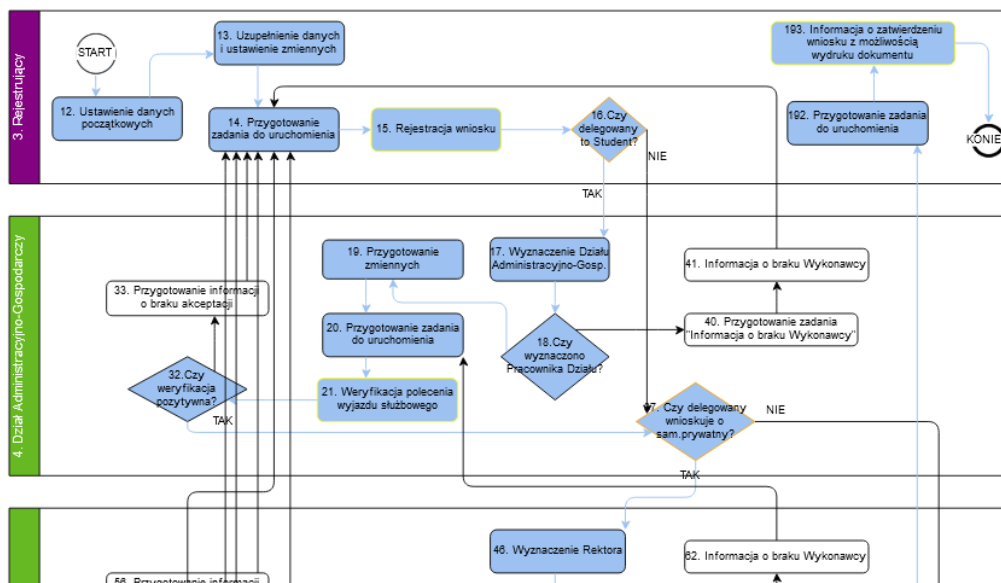 3. Rejestrujący
START
12. Ustawienie danych
początkowych
13. Uzupełnienie danych
i ustawienie zmiennych
14. Przygotowanie
zadania do uruchomienia
15. Rejestracja wniosku
16.Czy
delegowany
to Student?
NIE
TAK
193. Informacja o zatwierdzeniu
wniosku z możliwością
wydruku dokumentu
192. Przygotowanie zadania
do uruchomienia
KONIE
4. Dział Administracyjno-Gospodarczy
17. Wyznaczenie Działu
Administracyjno-Gosp.
18.Czy
wyznaczono
Pracownika Działu?
19. Przygotowanie
zmiennych
20. Przygotowanie zadania
do uruchomienia
21. Weryfikacja polecenia
wyjazdu służbowego
32.Czy
weryfikacja
pozytywna?
TAK
33. Przygotowanie informacji
o braku akceptacji
41. Informacja o braku Wykonawcy
40. Przygotowanie zadania
"Informacja o braku Wykonawcy"
7. Czy delegowany
wnioskuje o
sam.prywatny?
NIE
TAK
46. Wyznaczenie Rektora
62. Informacja o braku Wykonawcy
56. Przygotowanie informacji